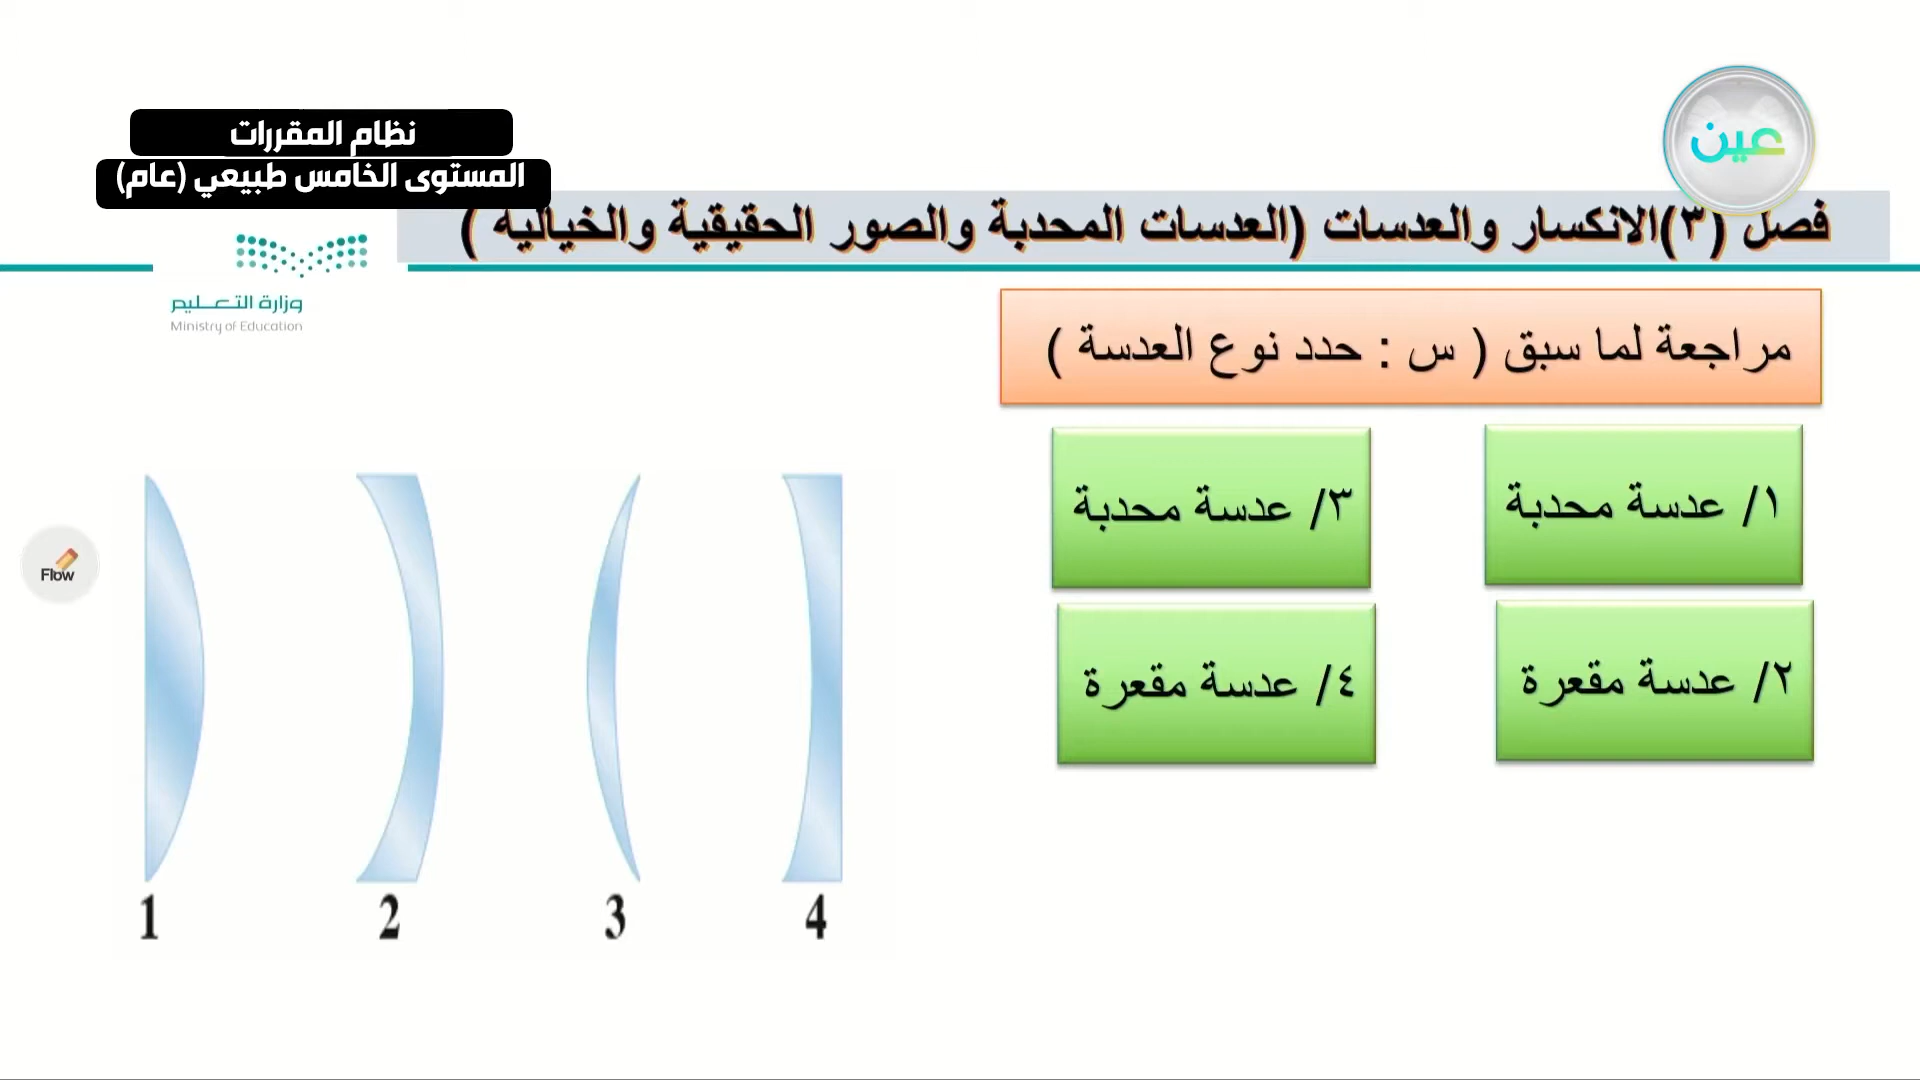 عين
نظام المقررات
المستوى الخامس طبيعي (عام)
فصل (٣)الانكسار والعدسات (العدسات المحدبة والصور الحقيقية والخيالية )
وزارة التعليم
Ministry of Education
مراجعة لما سبق ( س : حدد نوع العدسة )
١/ عدسة محدبة
٣/ عدسة محدبة
٢/ عدسة مقعرة
٤/ عدسة مقعرة
Flow
1 2 3 4